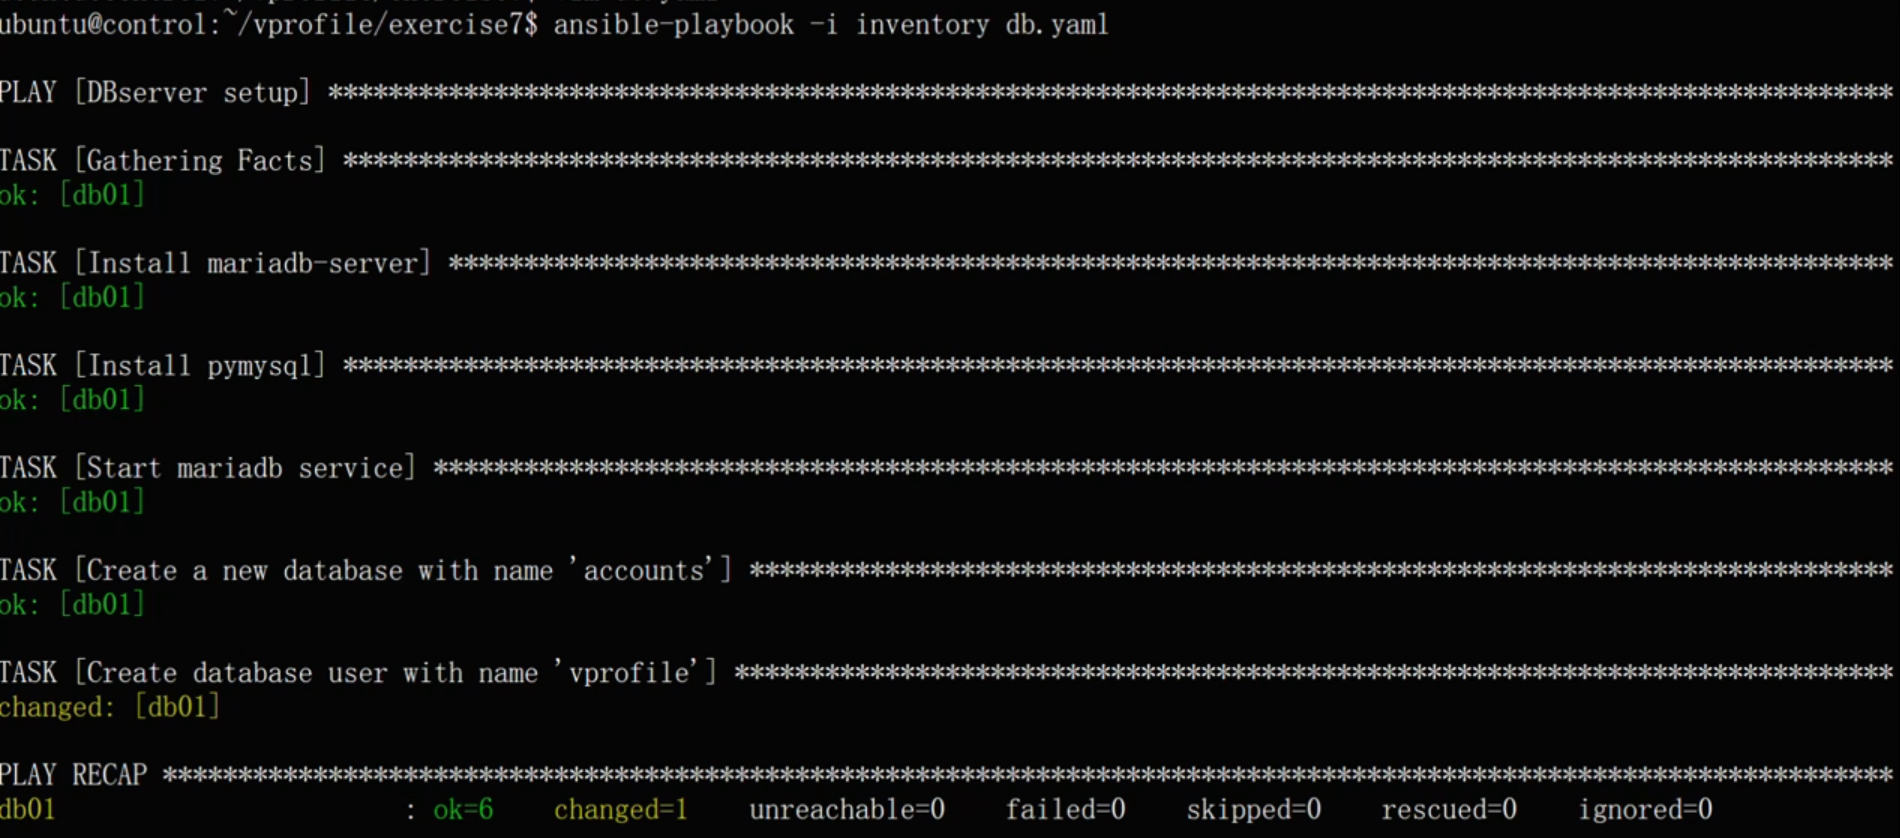 ubuntu@control:~/vprofile/exercise7$ ansible-playbook -i inventory db.yaml
PLAY [DBserver setup] ********************************************************************************************************
TASK [Gathering Facts] *******************************************************************************************************
ok: [db01]
TASK [Install mariadb-server] ************************************************************************************************
ok: [db01]
TASK [Install pymysql] *******************************************************************************************************
ok: [db01]
TASK [Start mariadb service] *************************************************************************************************
ok: [db01]
TASK [Create a new database with name 'accounts'] ****************************************************************************
ok: [db01]
TASK [Create database user with name 'vprofile'] *****************************************************************************
changed: [db01]
PLAY RECAP *******************************************************************************************************************
db01                       : ok=6    changed=1    unreachable=0    failed=0    skipped=0    rescued=0    ignored=0